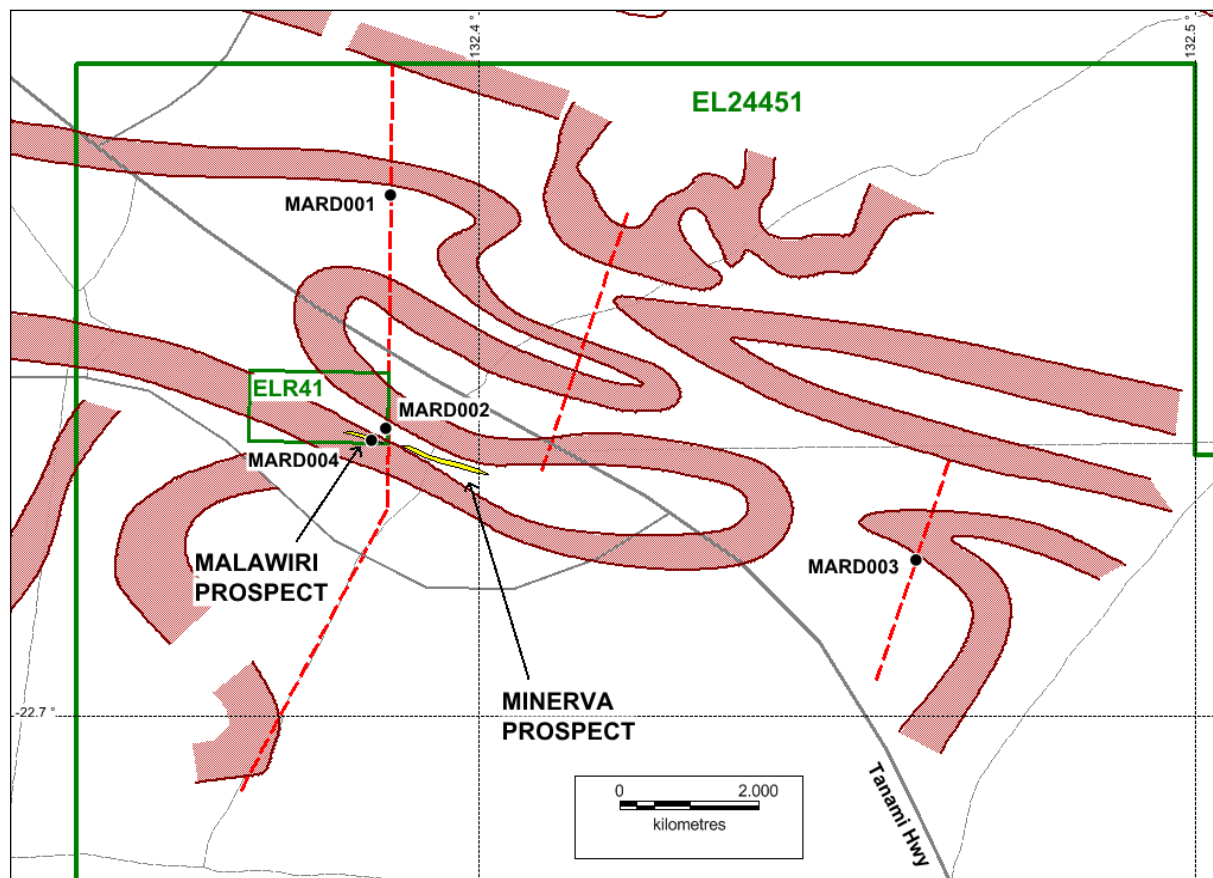 132.4 °
132.5 °
EL24451
MARD001
ELR41
MARD002
MARD004
MALAWIRI
PROSPECT
MARD003
MINERVA
PROSPECT
-22.7 °
Tanami Hwy
0 2.000
kilometres